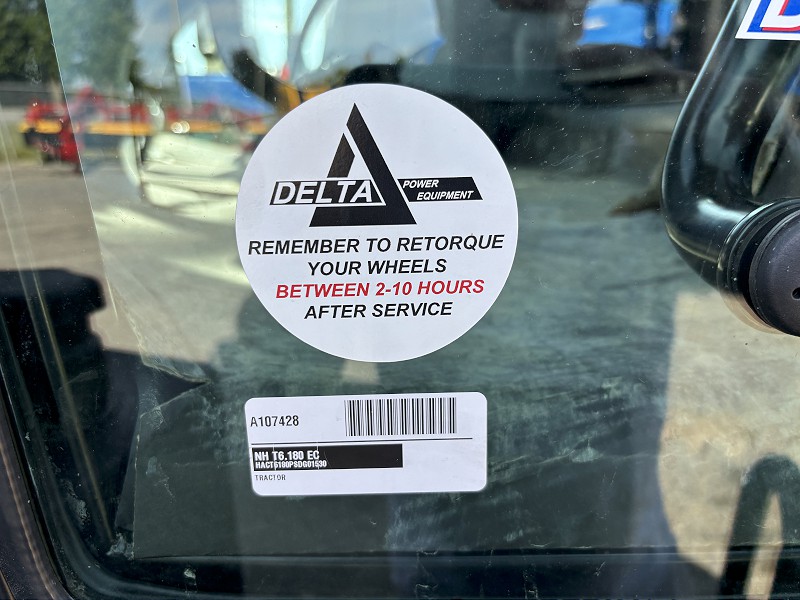 DELTA
POWER
EQUIPMENT
REMEMBER TO RETORQUE
YOUR WHEELS
BETWEEN 2-10 HOURS
AFTER SERVICE
A107428
NH T6.180 EC
HACT6180PSDG01530
TRACTOR